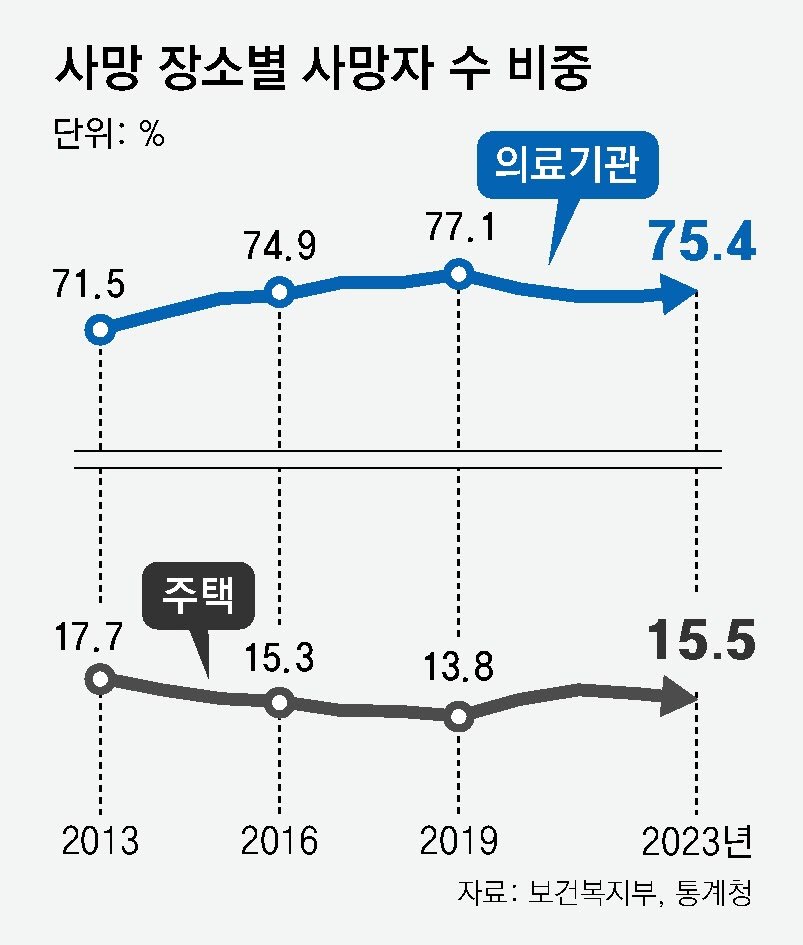 사망 장소별 사망자 수 비중
단위: %
의료기관
71.5
74.9
77.1
75.4
주택
17.7
15.3
13.8
15.5
2013
2016
2019
2023년
자료: 보건복지부, 통계청